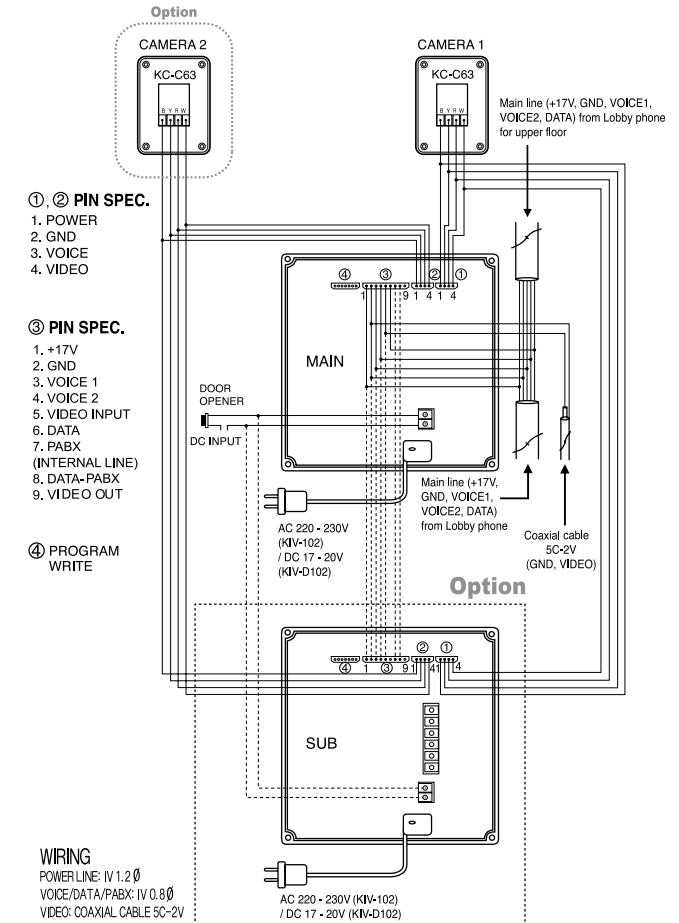 Option
CAMERA 2
KC-C63
B Y R W
CAMERA 1
KC-C63
B Y R W
Main line (+17V, GND, VOICE1,
VOICE2, DATA) from Lobby phone
for upper floor
①, ② PIN SPEC.
1. POWER
2. GND
3. VOICE
4. VIDEO
③ PIN SPEC.
1. +17V
2. GND
3. VOICE 1
4. VOICE 2
5. VIDEO INPUT
6. DATA
7. PABX
(INTERNAL LINE)
8. DATA-PABX
9. VIDEO OUT
④ PROGRAM
WRITE
④ ③ ② ①
1 9 1 4 1 4
MAIN
DOOR
OPENER
DC INPUT
AC 220 - 230V
(KIV-102)
/ DC 17 - 20V
(KIV-D102)
Main line (+17V,
GND, VOICE1,
VOICE2, DATA)
from Lobby phone
Coaxial cable
5C-2V
(GND, VIDEO)
Option
② ①
④ 1 ③ 9 1 4 1 4
SUB
AC 220 - 230V (KIV-102)
/ DC 17 - 20V (KIV-D102)
WIRING
POWER LINE: IV 1.2 Ø
VOICE/DATA/PABX: IV 0.8 Ø
VIDEO: COAXIAL CABLE 5C-2V